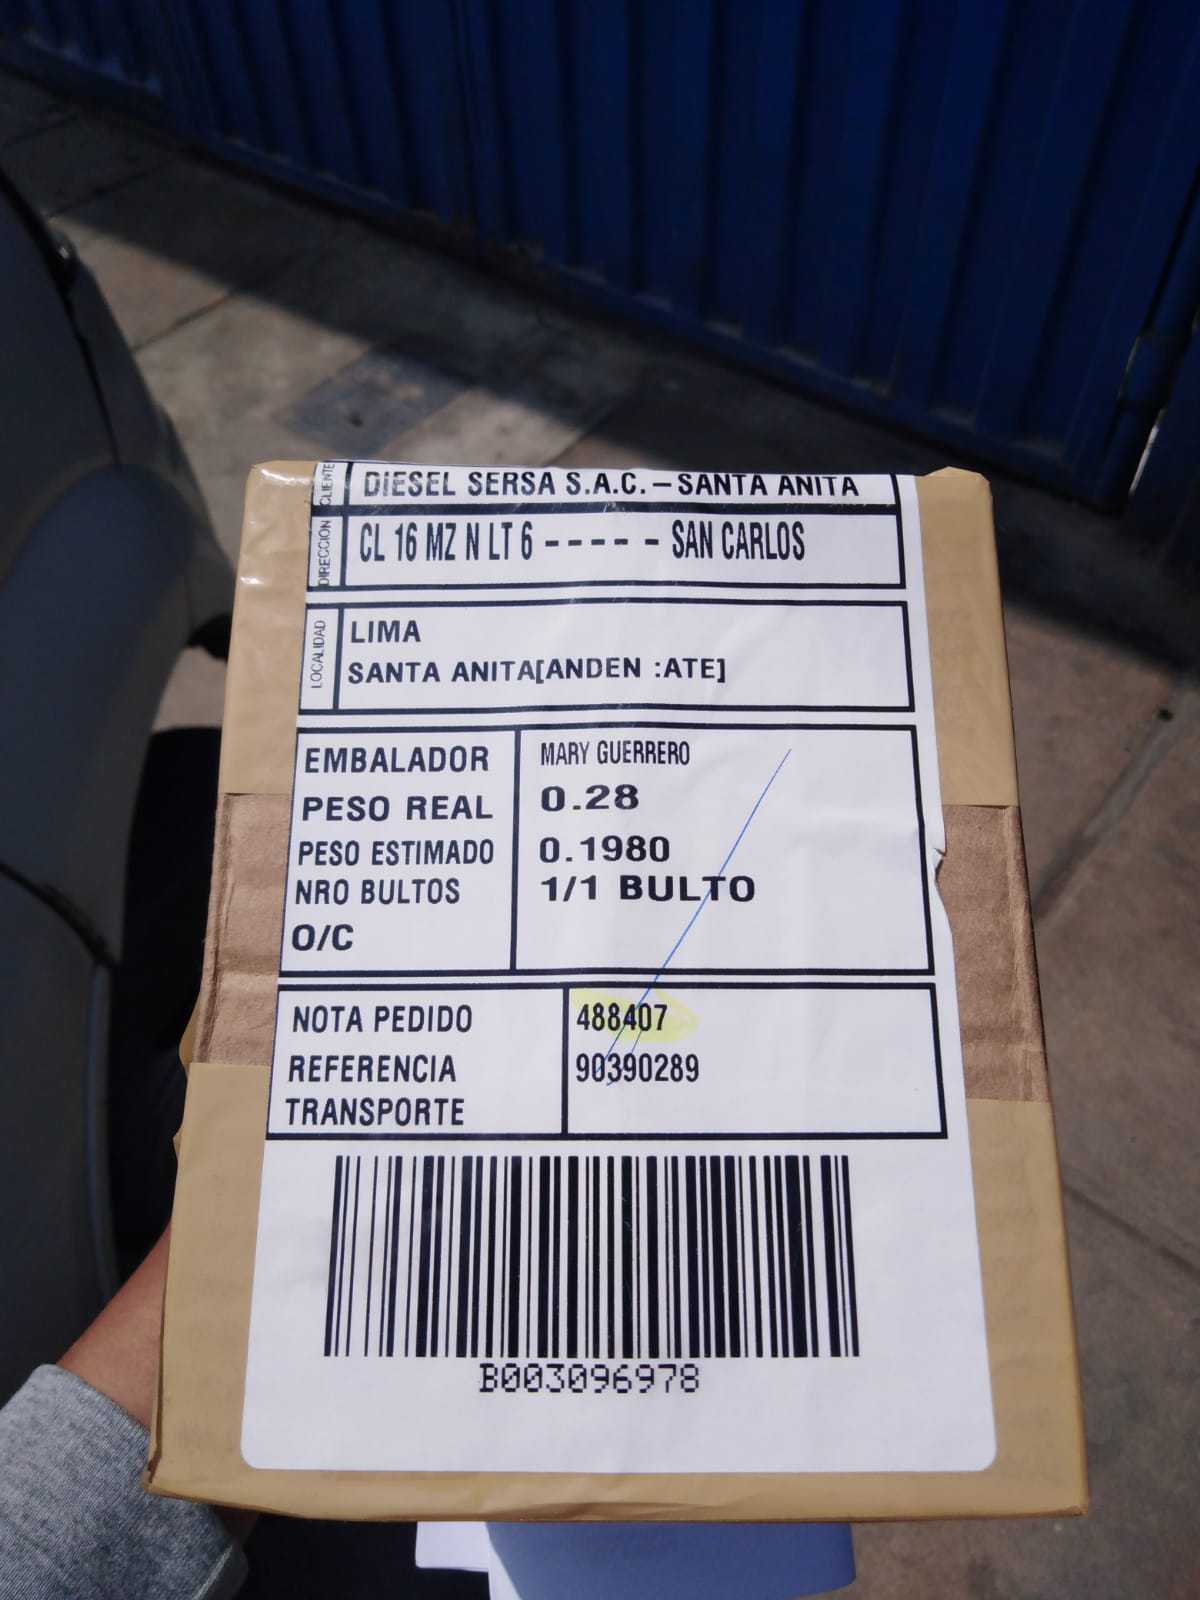 CLIENTE DIESEL SERSA S.A.C. – SANTA ANITA
DIRECCIÓN CL 16 MZ N LT 6 ----- SAN CARLOS
LOCALIDAD LIMA
SANTA ANITA[ANDEN :ATE]
EMBALADOR MARY GUERRERO
PESO REAL 0.28
PESO ESTIMADO 0.1980
NRO BULTOS 1/1 BULTO
O/C
NOTA PEDIDO 488407
REFERENCIA 90390289
TRANSPORTE
B003096978